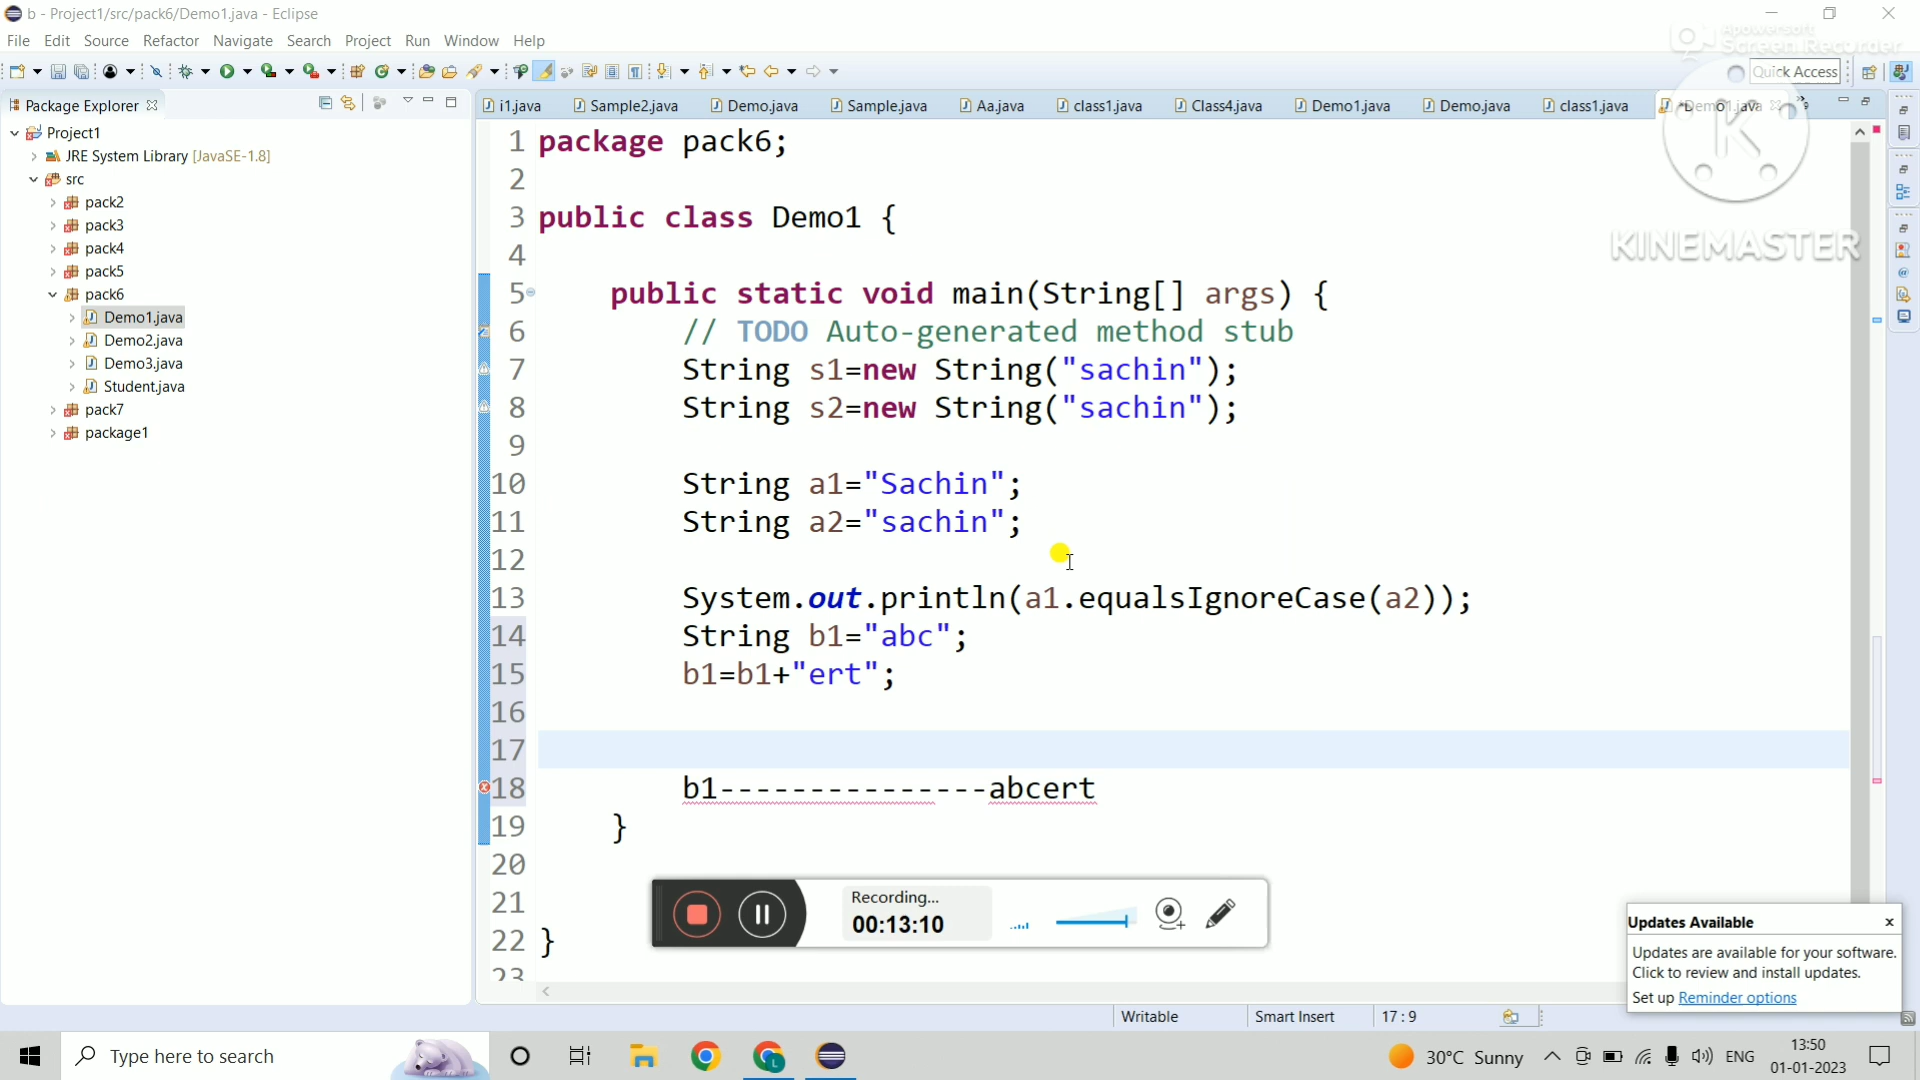 b - Project1/src/pack6/Demo1.java - Eclipse
File Edit Source Refactor Navigate Search Project Run Window Help
Apowersoft
Screen Recorder
Quick Access
Package Explorer
i1.java Sample2.java Demo.java Sample.java Aa.java class1.java Class4.java Demo1.java Demo.java class1.java *Demo1.java
Project1
JRE System Library [JavaSE-1.8]
src
pack2
pack3
pack4
pack5
pack6
Demo1.java
Demo2.java
Demo3.java
Student.java
pack7
package1
K
KINEMASTER
1 package pack6;
2
3 public class Demo1 {
4
5 public static void main(String[] args) {
6 // TODO Auto-generated method stub
7 String s1=new String("sachin");
8 String s2=new String("sachin");
9
10 String a1="Sachin";
11 String a2="sachin";
12
13 System.out.println(a1.equalsIgnoreCase(a2));
14 String b1="abc";
15 b1=b1+"ert";
16
17
18 b1---------------abcert
19 }
20
21
22 }
23
Recording...
00:13:10
Updates Available x
Updates are available for your software.
Click to review and install updates.
Set up Reminder options
Writable Smart Insert 17 : 9
Type here to search
30°C Sunny
ENG
13:50
01-01-2023